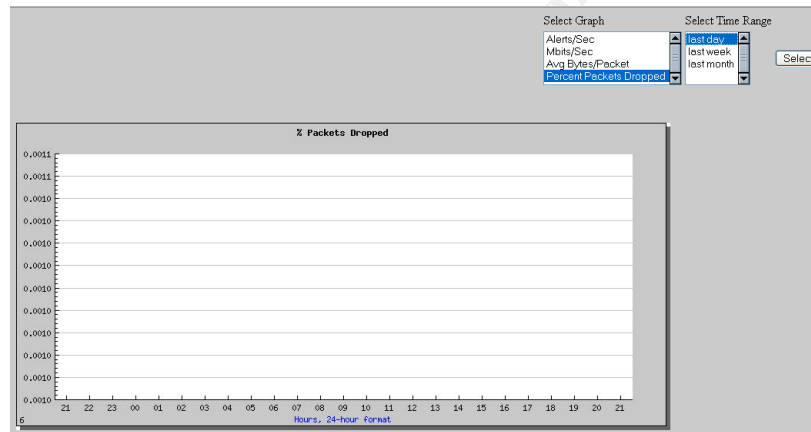 Select Graph
Select Time Range
Alerts/Sec
Mbits/Sec
Avg Bytes/Packet
Percent Packets Dropped
last day
last week
last month
Selec
% Packets Dropped
0.0011
0.0011
0.0010
0.0010
0.0010
0.0010
0.0010
0.0010
0.0010
0.0010
0.0010
0.0010
21 22 23 00 01 02 03 04 05 06 07 08 09 10 11 12 13 14 15 16 17 18 19 20 21
6
Hours, 24-hour format